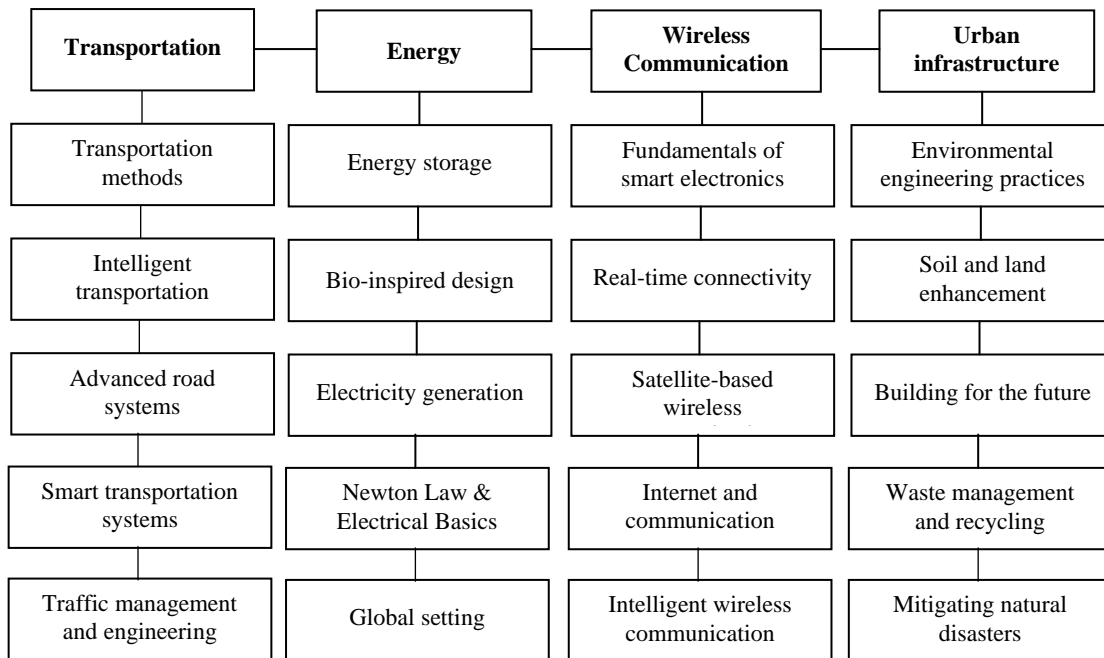 Transportation
Energy
Wireless
Communication
Urban
infrastructure
Transportation
methods
Energy storage
Fundamentals of
smart electronics
Environmental
engineering practices
Intelligent
transportation
Bio-inspired design
Real-time connectivity
Soil and land
enhancement
Advanced road
systems
Electricity generation
Satellite-based
wireless
Building for the future
Smart transportation
systems
Newton Law &
Electrical Basics
Internet and
communication
Waste management
and recycling
Traffic management
and engineering
Global setting
Intelligent wireless
communication
Mitigating natural
disasters